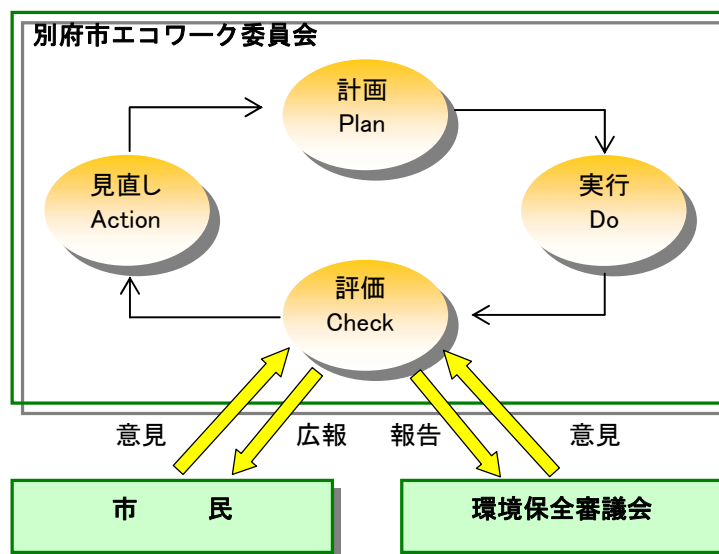 別府市エコワーク委員会
計画
Plan
見直し
Action
実行
Do
評価
Check
意見
広報
報告
意見
市 民
環境保全審議会